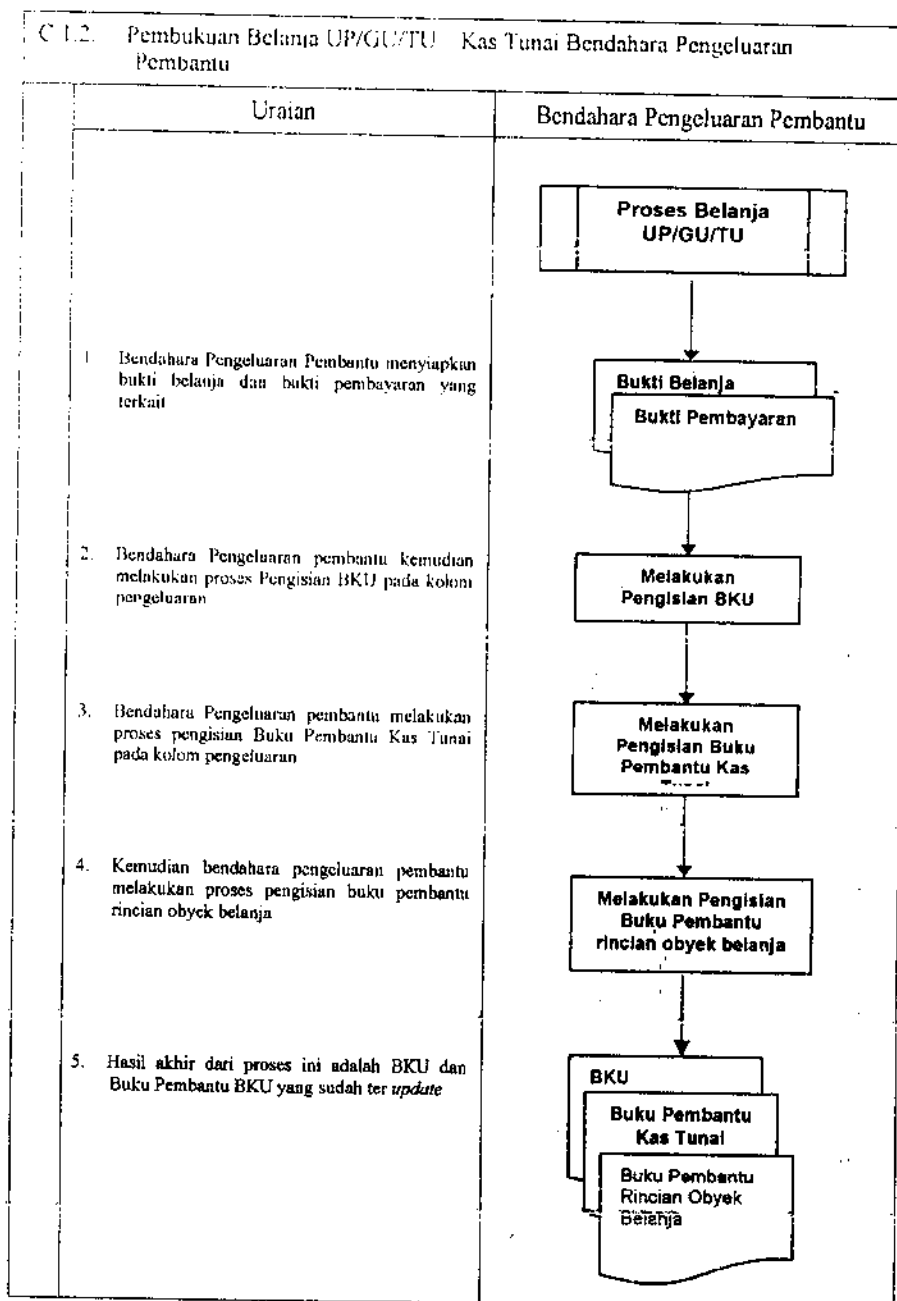 C.1.2. Pembukuan Belanja UP/GU/TU Kas Tunai Bendahara Pengeluaran
Pembantu
Uraian
Bendahara Pengeluaran Pembantu
Proses Belanja
UP/GU/TU
1 Bendahara Pengeluaran Pembantu menyiapkan
bukti belanja dan bukti pembayaran yang
terkait
Bukti Belanja
Bukti Pembayaran
2. Bendahara Pengeluaran pembantu kemudian
melakukan proses Pengisian BKU pada kolom
pengeluaran
Melakukan
Pengisian BKU
3. Bendahara Pengeluaran pembantu melakukan
proses pengisian Buku Pembantu Kas Tunai
pada kolom pengeluaran
Melakukan
Pengisian Buku
Pembantu Kas
4. Kemudian bendahara pengeluaran pembantu
melakukan proses pengisian buku pembantu
rincian obyek belanja
Melakukan Pengisian
Buku Pembantu
rincian obyek belanja
5. Hasil akhir dari proses ini adalah BKU dan
Buku Pembantu BKU yang sudah ter update
BKU
Buku Pembantu
Kas Tunai
Buku Pembantu
Rincian Obyek
Belanja